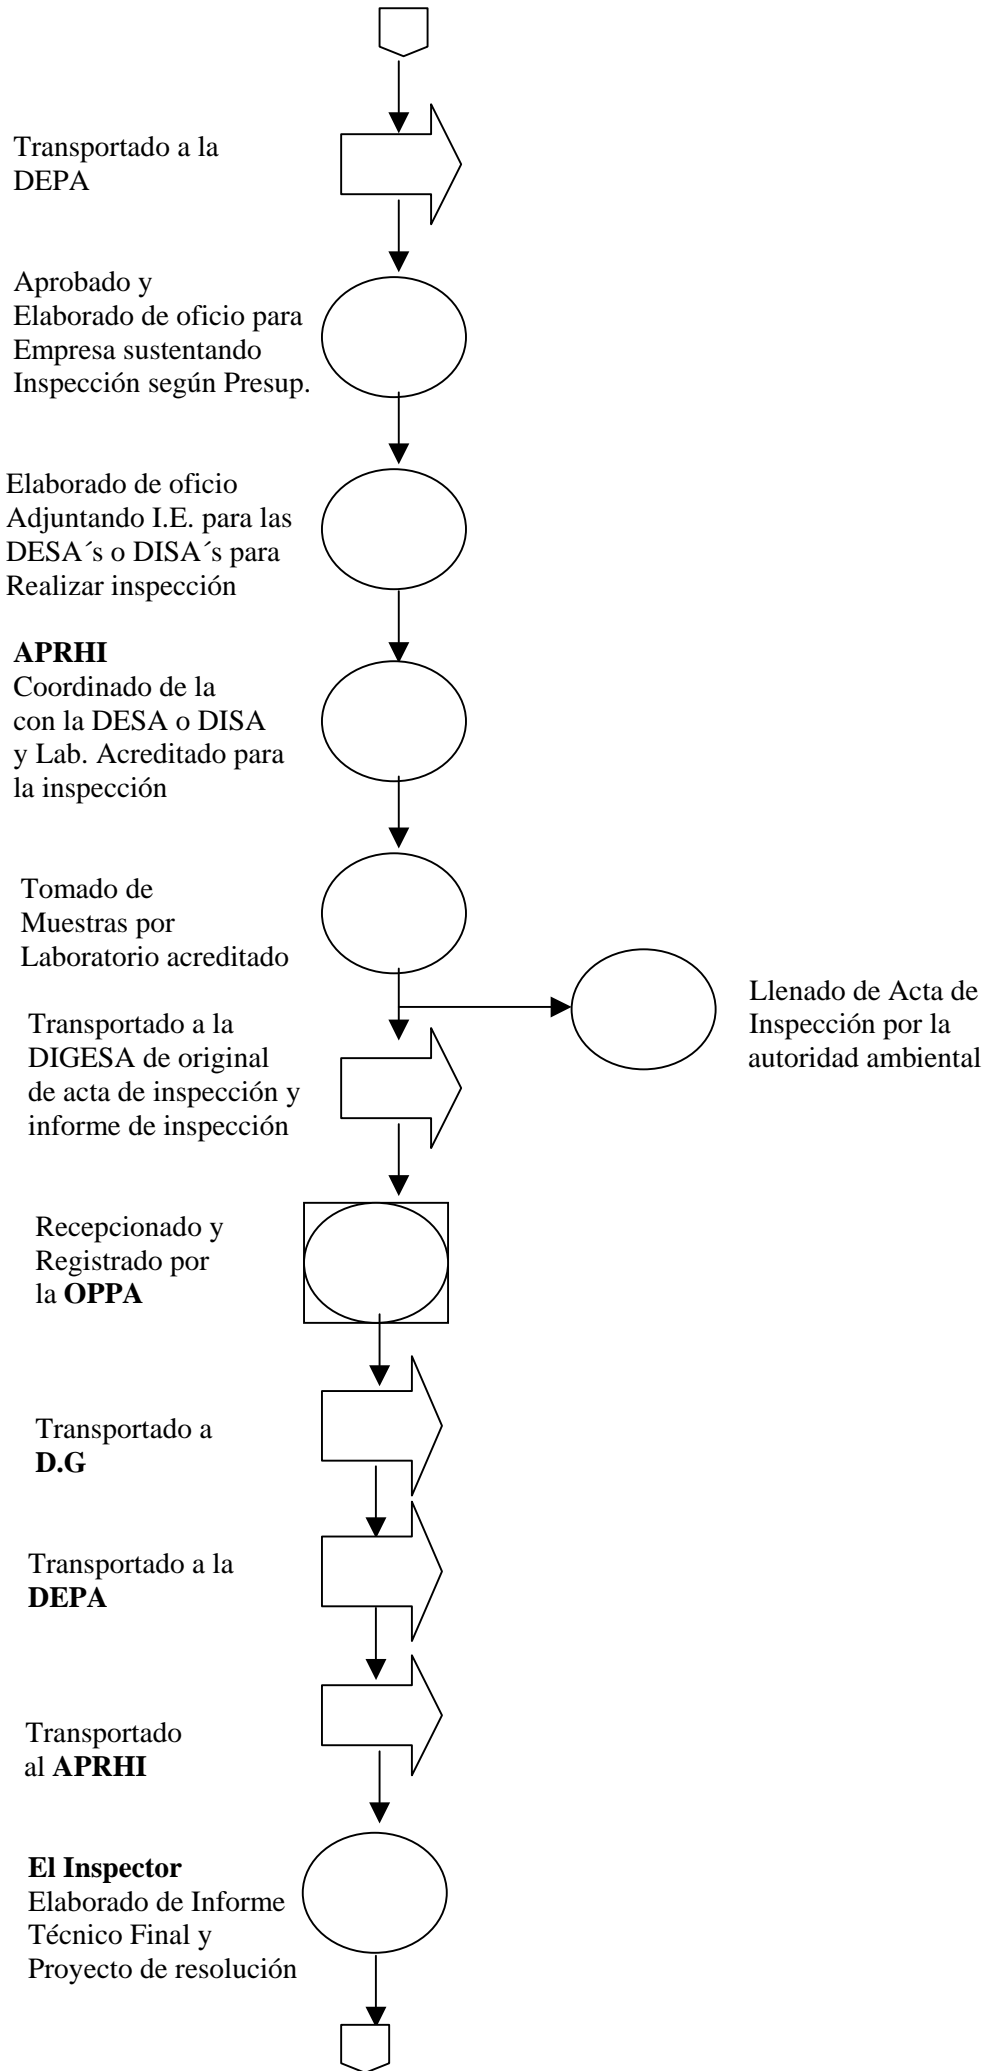 Transportado a la
DEPA
Aprobado y
Elaborado de oficio para
Empresa sustentando
Inspección según Presup.
Elaborado de oficio
Adjuntando I.E. para las
DESA´s o DISA´s para
Realizar inspección
APRHI
Coordinado de la
con la DESA o DISA
y Lab. Acreditado para
la inspección
Tomado de
Muestras por
Laboratorio acreditado
Llenado de Acta de
Inspección por la
autoridad ambiental
Transportado a la
DIGESA de original
de acta de inspección y
informe de inspección
Recepcionado y
Registrado por
la OPPA
Transportado a
D.G
Transportado a la
DEPA
Transportado
al APRHI
El Inspector
Elaborado de Informe
Técnico Final y
Proyecto de resolución